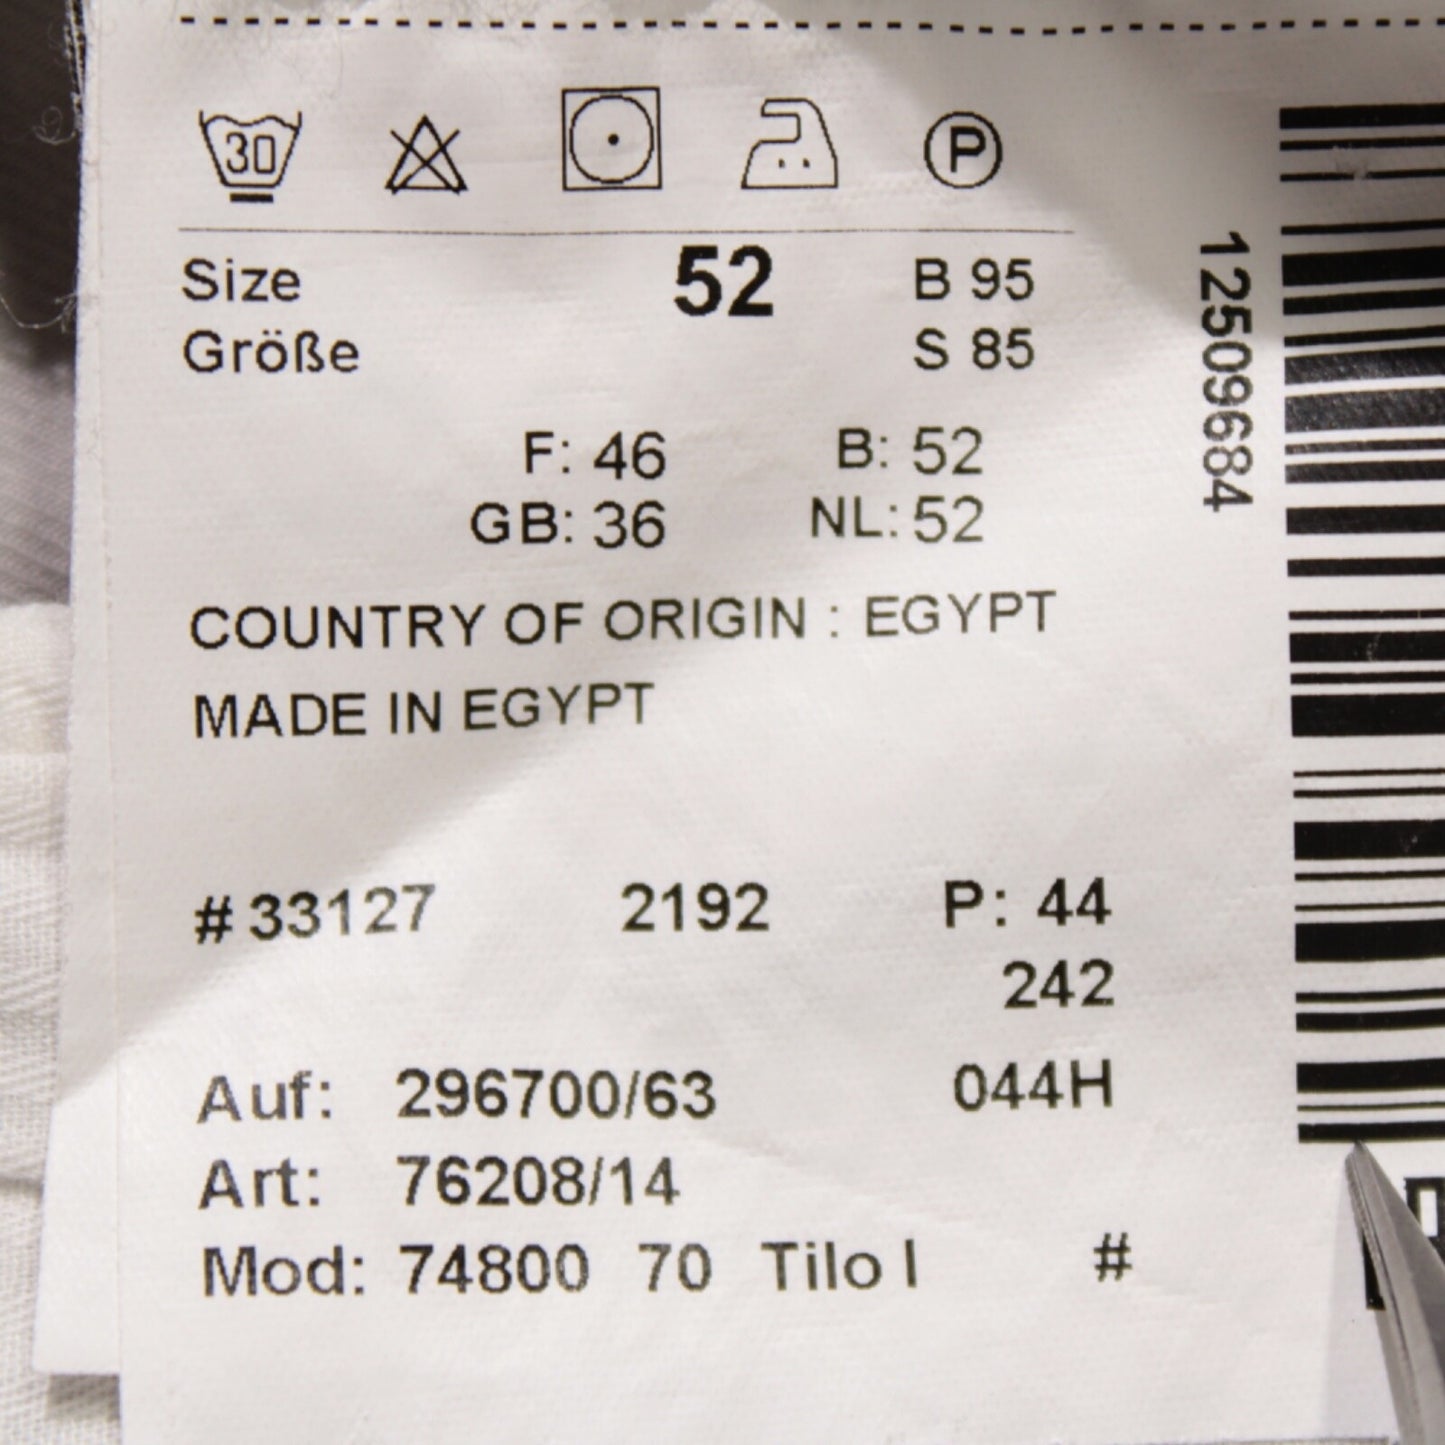 30 P
Size 52 B 95
Größe S 85
F: 46 B: 52
GB: 36 NL: 52
COUNTRY OF ORIGIN : EGYPT
MADE IN EGYPT
# 33127 2192 P: 44
242
Auf: 296700/63 044H
Art: 76208/14
Mod: 74800 70 Tilo I #
12509684